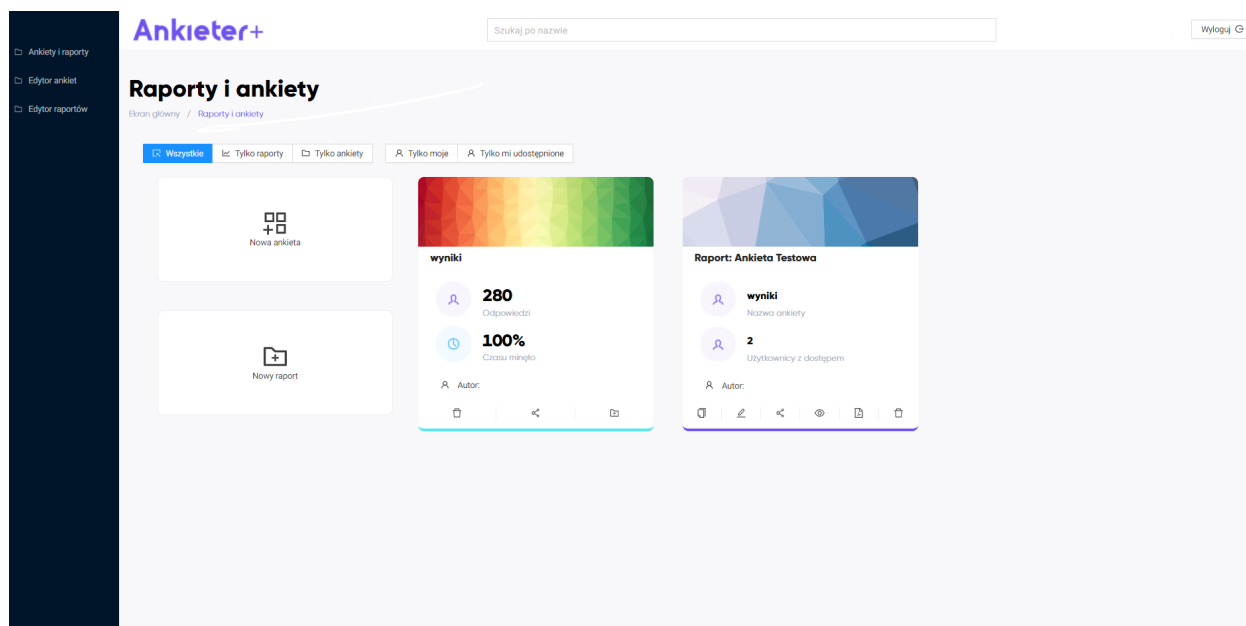 Ankieter+
Szukaj po nazwie
Wyloguj
Ankiety i raporty
Edytor ankiet
Edytor raportów
Raporty i ankiety
Ekran główny / Raporty i ankiety
Wszystkie Tylko raporty Tylko ankiety Tylko moje Tylko mi udostępnione
Nowa ankieta
Nowy raport
wyniki
280
Odpowiedzi
100%
Czasu minęło
Autor:
Raport: Ankieta Testowa
wyniki
Nazwa ankiety
2
Użytkownicy z dostępem
Autor: